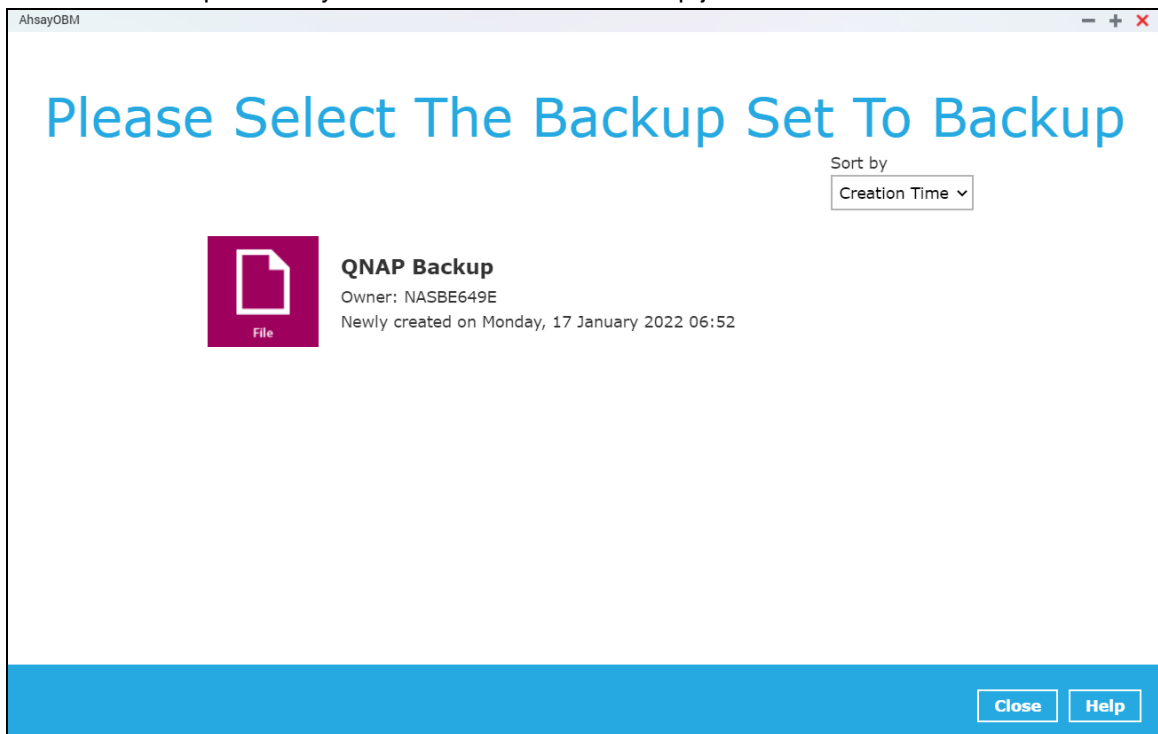 AhsayOBM
Please Select The Backup Set To Backup
Sort by
Creation Time
File
QNAP Backup
Owner: NASBE649E
Newly created on Monday, 17 January 2022 06:52
Close
Help